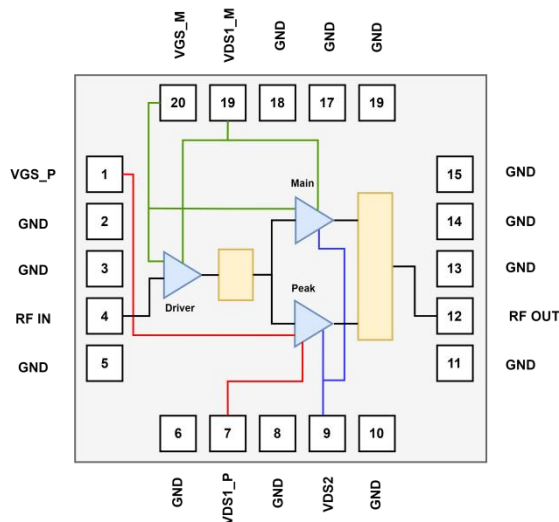 VGS_M
VDS1_M
GND
GND
GND
20
19
18
17
19
VGS_P
1
Main
15
GND
GND
2
14
GND
GND
3
Driver
13
GND
RF IN
4
Peak
12
RF OUT
GND
5
11
GND
6
7
8
9
10
GND
VDS1_P
GND
VDS2
GND